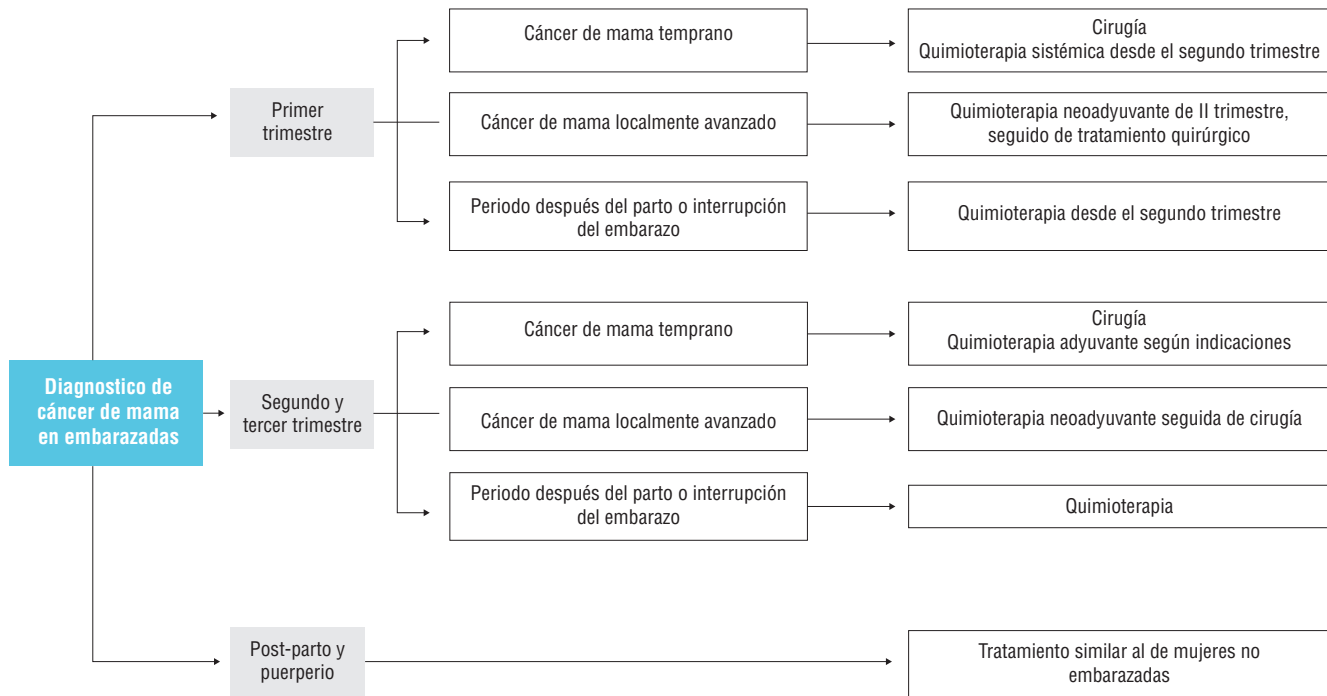 Diagnostico de
cáncer de mama
en embarazadas
Primer
trimestre
Cáncer de mama temprano
Cirugía
Quimioterapia sistémica desde el segundo trimestre
Cáncer de mama localmente avanzado
Quimioterapia neoadyuvante de II trimestre,
seguido de tratamiento quirúrgico
Periodo después del parto o interrupción
del embarazo
Quimioterapia desde el segundo trimestre
Segundo y
tercer trimestre
Cáncer de mama temprano
Cirugía
Quimioterapia adyuvante según indicaciones
Cáncer de mama localmente avanzado
Quimioterapia neoadyuvante seguida de cirugía
Periodo después del parto o interrupción
del embarazo
Quimioterapia
Post-parto y
puerperio
Tratamiento similar al de mujeres no
embarazadas